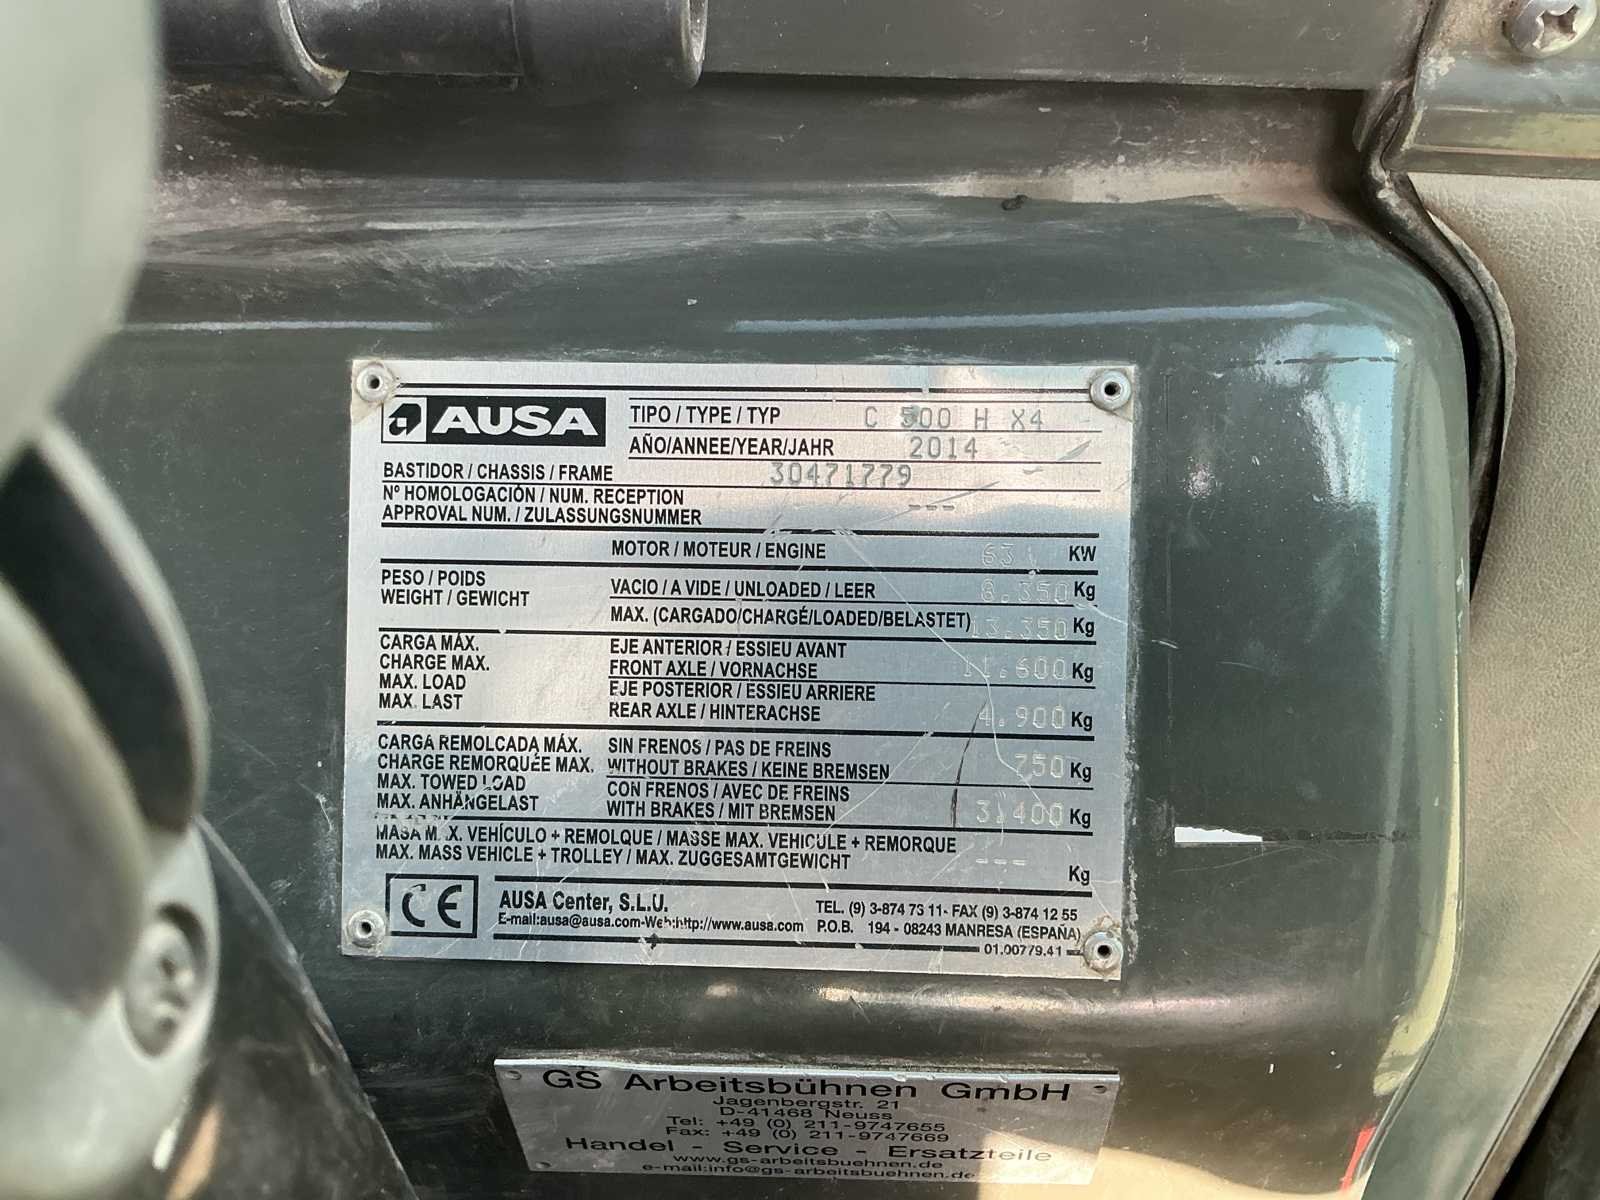 AUSA
TIPO / TYPE / TYP C 500 H X4
AÑO/ANNEE/YEAR/JAHR 2014
BASTIDOR / CHASSIS / FRAME 30471779
Nº HOMOLOGACIÓN / NUM. RECEPTION
APPROVAL NUM. / ZULASSUNGSNUMMER ---
MOTOR / MOTEUR / ENGINE 63 KW
PESO / POIDS
WEIGHT / GEWICHT
VACIO / A VIDE / UNLOADED / LEER 8.350 Kg
MAX. (CARGADO/CHARGÉ/LOADED/BELASTET) 13.350 Kg
CARGA MÁX.
CHARGE MAX.
MAX. LOAD
MAX. LAST
EJE ANTERIOR / ESSIEU AVANT
FRONT AXLE / VORNACHSE 11.600 Kg
EJE POSTERIOR / ESSIEU ARRIERE
REAR AXLE / HINTERACHSE 4.900 Kg
CARGA REMOLCADA MÁX.
CHARGE REMORQUÉE MAX.
MAX. TOWED LOAD
MAX. ANHÄNGELAST
SIN FRENOS / PAS DE FREINS
WITHOUT BRAKES / KEINE BREMSEN 750 Kg
CON FRENOS / AVEC DE FREINS
WITH BRAKES / MIT BREMSEN 3.400 Kg
MASA MÁX. VEHÍCULO + REMOLQUE / MASSE MAX. VEHICULE + REMORQUE
MAX. MASS VEHICLE + TROLLEY / MAX. ZUGGESAMTGEWICHT --- Kg
CE
AUSA Center, S.L.U.
E-mail:ausa@ausa.com-Web:http://www.ausa.com
TEL. (9) 3-874 73 11- FAX (9) 3-874 12 55
P.O.B. 194 - 08243 MANRESA (ESPAÑA)
01.00779.41
GS Arbeitsbühnen GmbH
Jagenbergstr. 21
D-41468 Neuss
Tel: +49 (0) 211-9747655
Fax: +49 (0) 211-9747669
Handel - Service - Ersatzteile
www.gs-arbeitsbuehnen.de
e-mail:info@gs-arbeitsbuehnen.de